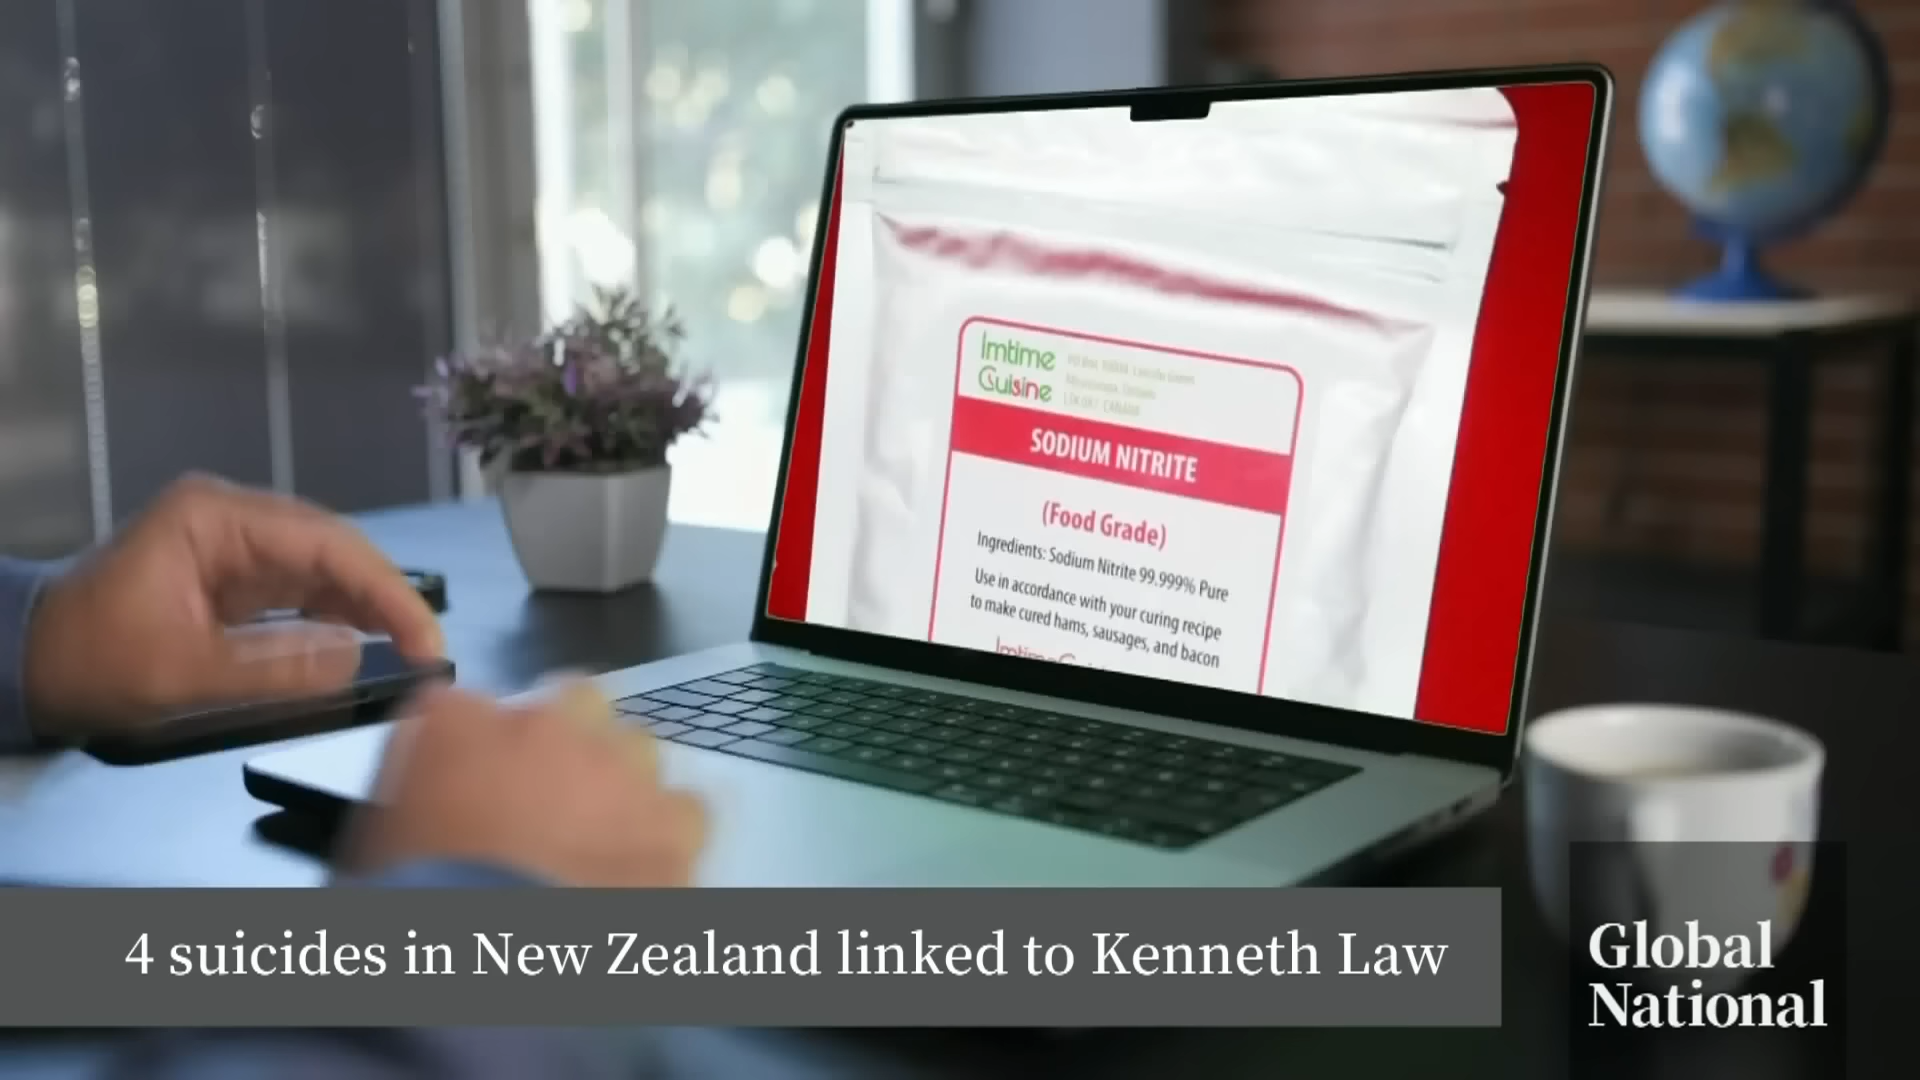 Imtime
Cuisine
SODIUM NITRITE
(Food Grade)
Ingredients: Sodium Nitrite 99.999% Pure
Use in accordance with your curing recipe
to make cured hams, sausages, and bacon
4 suicides in New Zealand linked to Kenneth Law
Global
National